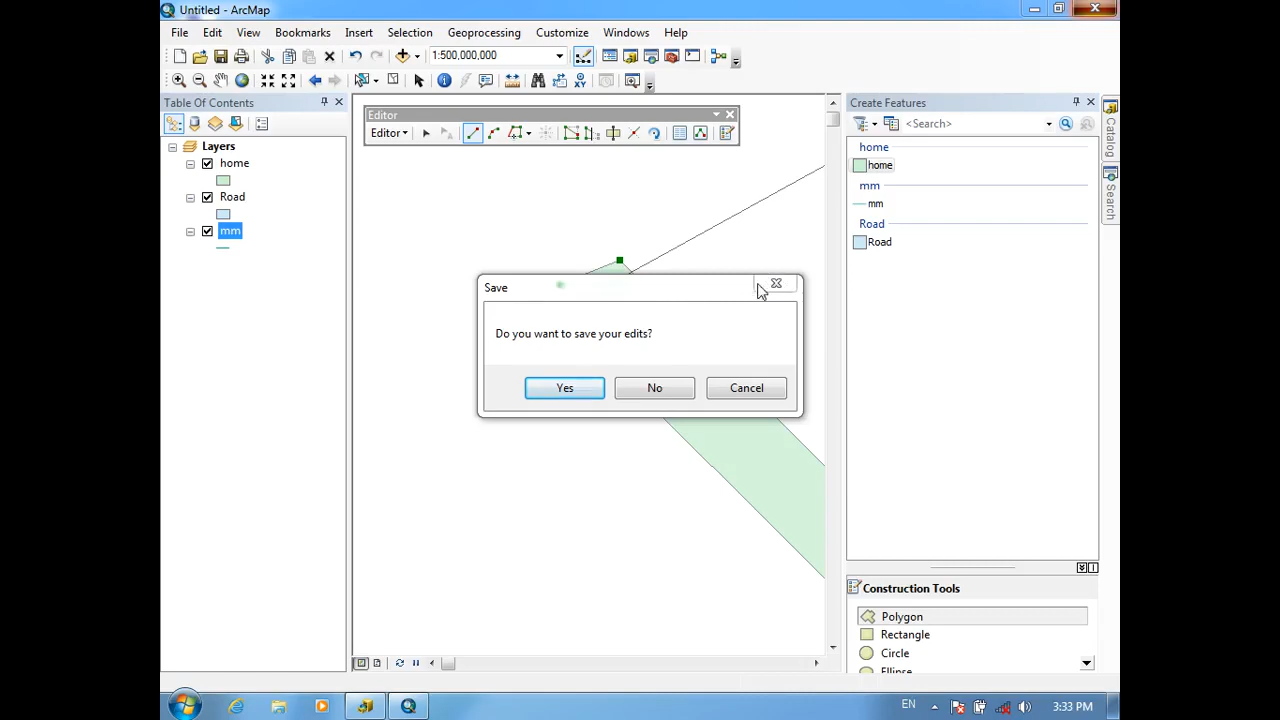 Untitled - ArcMap
File Edit View Bookmarks Insert Selection Geoprocessing Customize Windows Help
1:500,000,000
Table Of Contents
Layers
home
Road
mm
Editor
Editor
Create Features
<Search>
home
home
mm
mm
Road
Road
Catalog
Search
Save
Do you want to save your edits?
Yes No Cancel
Construction Tools
Polygon
Rectangle
Circle
Ellipse
EN
3:33 PM